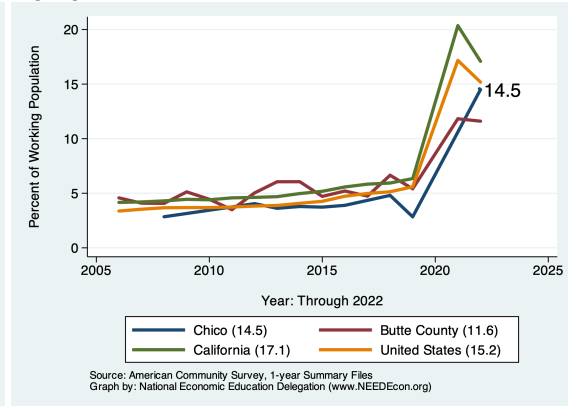 Percent of Working Population
20
15
10
5
0
14.5
2005
2010
2015
2020
2025
Year: Through 2022
Chico (14.5)
Butte County (11.6)
California (17.1)
United States (15.2)
Source: American Community Survey, 1-year Summary Files
Graph by: National Economic Education Delegation (www.NEEDEcon.org)